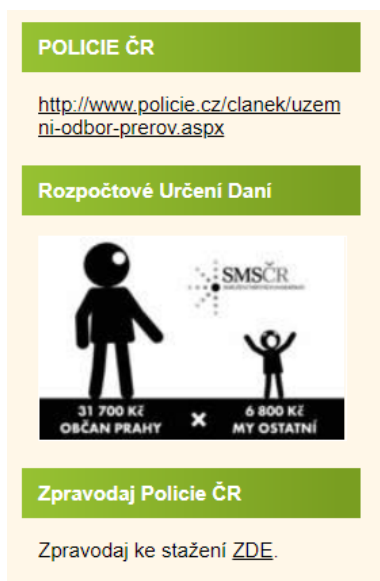 POLICIE ČR
http://www.policie.cz/clanek/uzem
ni-odbor-prerov.aspx
Rozpočtové Určení Daní
SMSČR
31 700 Kč
OBČAN PRAHY
×
6 800 Kč
MY OSTATNÍ
Zpravodaj Policie ČR
Zpravodaj ke stažení ZDE.